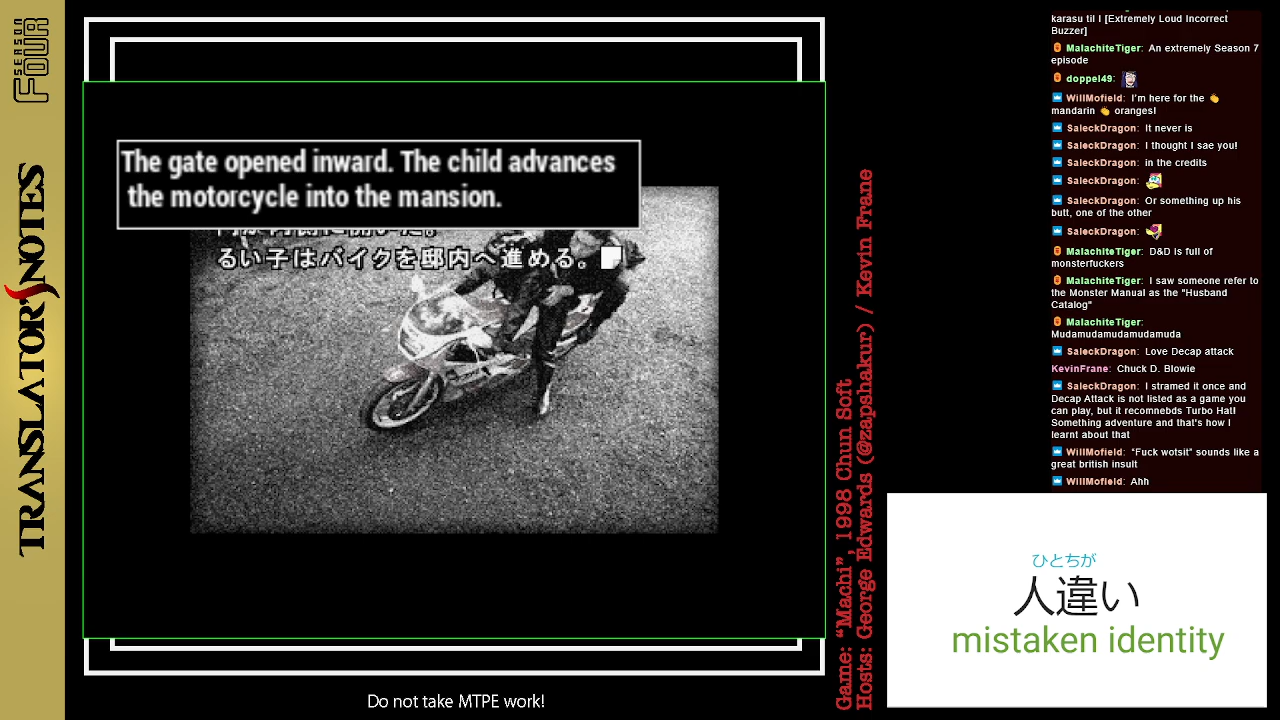 SEASON
FOUR
TRANSLATOR'S NOTES
The gate opened inward. The child advances
the motorcycle into the mansion.
るい子はバイクを邸内へ進める。
Game: "Machi", 1998 Chun Soft
Hosts: George Edwards (@zapshakur) / Kevin Frane
Do not take MTPE work!
karasu til I [Extremely Loud Incorrect
Buzzer]
MalachiteTiger: An extremely Season 7
episode
doppel49:
WillMofield: I'm here for the 👏
mandarin 👏 oranges!
SaleckDragon: It never is
SaleckDragon: I thought I sae you!
SaleckDragon: in the credits
SaleckDragon:
SaleckDragon: Or something up his
butt, one of the other
SaleckDragon:
MalachiteTiger: D&D is full of
monsterfuckers
MalachiteTiger: I saw someone refer to
the Monster Manual as the "Husband
Catalog"
MalachiteTiger:
Mudamudamudamudamuda
SaleckDragon: Love Decap attack
KevinFrane: Chuck D. Blowie
SaleckDragon: I stramed it once and
Decap Attack is not listed as a game you
can play, but it recomnebds Turbo Hatl
Something adventure and that's how I
learnt about that
WillMofield: "Fuck wotsit" sounds like a
great british insult
WillMofield: Ahh
ひとちが
人違い
mistaken identity